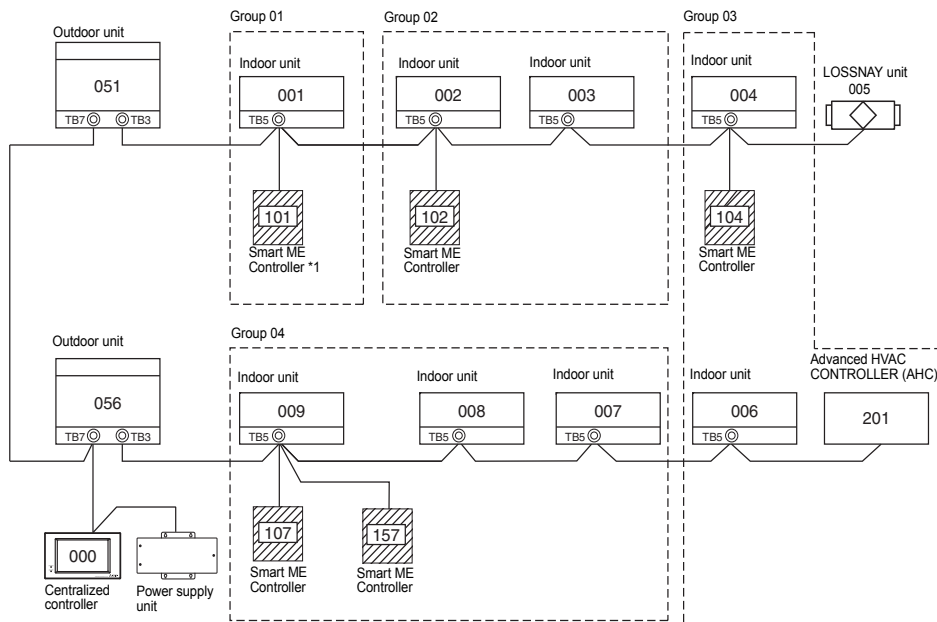 Group 01
Group 02
Group 03
Outdoor unit
051
TB7
TB3
Indoor unit
001
TB5
Indoor unit
002
TB5
Indoor unit
003
TB5
Indoor unit
004
TB5
LOSSNAY unit
005
101
Smart ME
Controller *1
102
Smart ME
Controller
104
Smart ME
Controller
Group 04
Outdoor unit
056
TB7
TB3
Indoor unit
009
TB5
Indoor unit
008
TB5
Indoor unit
007
TB5
Indoor unit
006
TB5
Advanced HVAC
CONTROLLER (AHC)
201
107
Smart ME
Controller
157
Smart ME
Controller
000
Centralized
controller
Power supply
unit